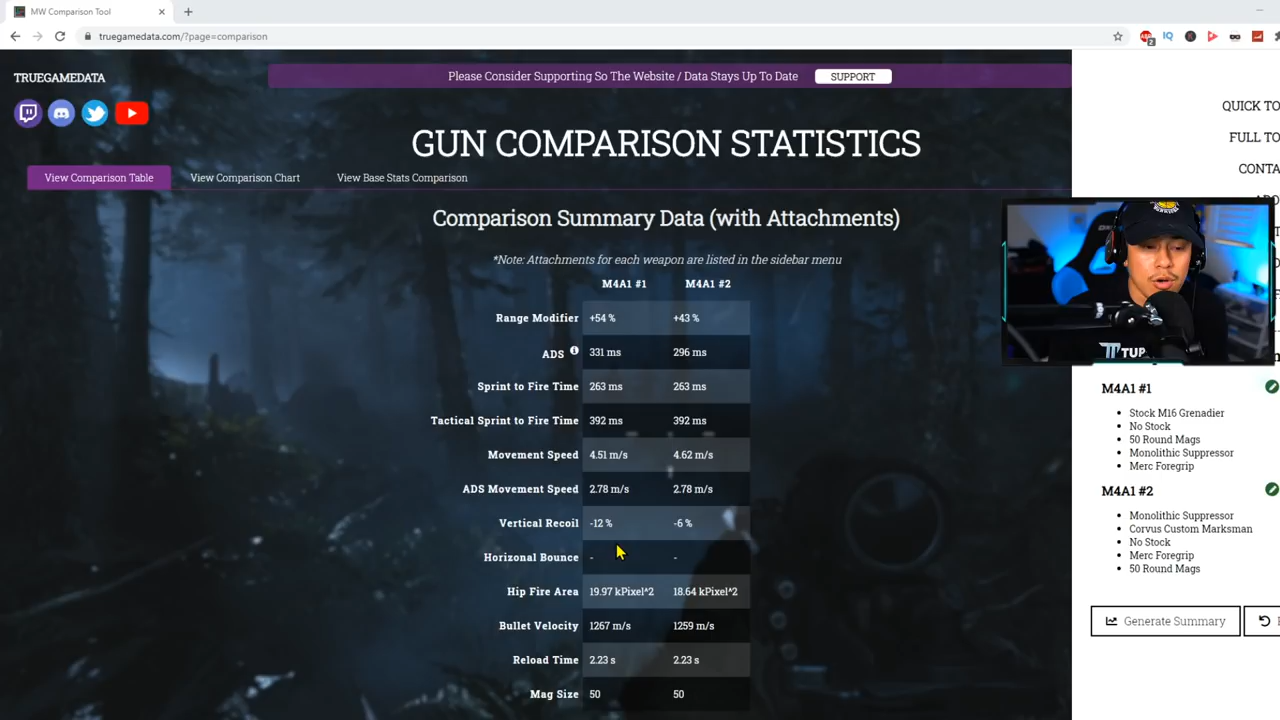 MW Comparison Tool
truegamedata.com/?page=comparison
TRUEGAMEDATA
Please Consider Supporting So The Website / Data Stays Up To Date
SUPPORT
GUN COMPARISON STATISTICS
View Comparison Table
View Comparison Chart
View Base Stats Comparison
Comparison Summary Data (with Attachments)
*Note: Attachments for each weapon are listed in the sidebar menu
M4A1 #1 M4A1 #2
Range Modifier +54 % +43 %
ADS 331 ms 296 ms
Sprint to Fire Time 263 ms 263 ms
Tactical Sprint to Fire Time 392 ms 392 ms
Movement Speed 4.51 m/s 4.62 m/s
ADS Movement Speed 2.78 m/s 2.78 m/s
Vertical Recoil -12 % -6 %
Horizonal Bounce - -
Hip Fire Area 19.97 kPixel^2 18.64 kPixel^2
Bullet Velocity 1267 m/s 1259 m/s
Reload Time 2.23 s 2.23 s
Mag Size 50 50
QUICK TO
FULL TO
CONTA
M4A1 #1
Stock M16 Grenadier
No Stock
50 Round Mags
Monolithic Suppressor
Merc Foregrip
M4A1 #2
Monolithic Suppressor
Corvus Custom Marksman
No Stock
Merc Foregrip
50 Round Mags
Generate Summary